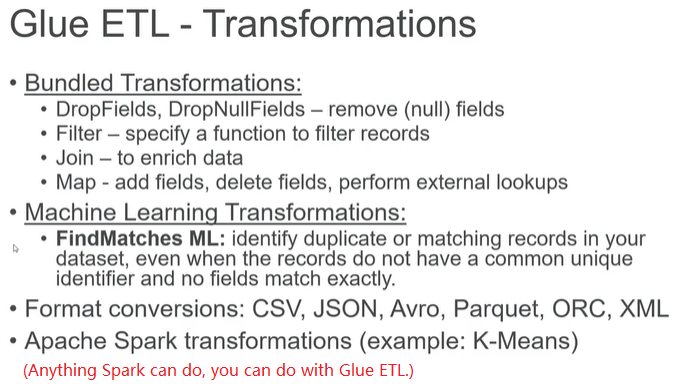 Glue ETL - Transformations
• Bundled Transformations:
• DropFields, DropNullFields – remove (null) fields
• Filter – specify a function to filter records
• Join – to enrich data
• Map - add fields, delete fields, perform external lookups
• Machine Learning Transformations:
• FindMatches ML: identify duplicate or matching records in your
dataset, even when the records do not have a common unique
identifier and no fields match exactly.
• Format conversions: CSV, JSON, Avro, Parquet, ORC, XML
• Apache Spark transformations (example: K-Means)
(Anything Spark can do, you can do with Glue ETL.)